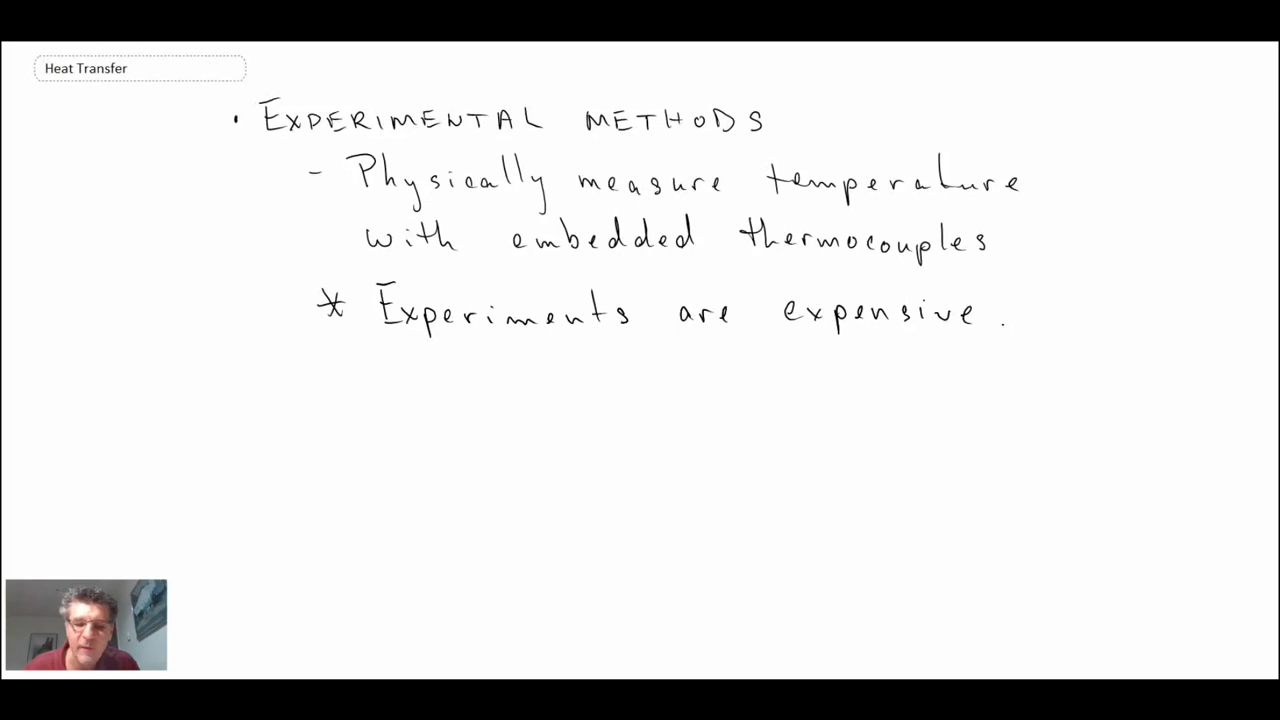 Heat Transfer
• EXPERIMENTAL METHODS
- Physically measure temperature
with embedded thermocouples
* Experiments are expensive.